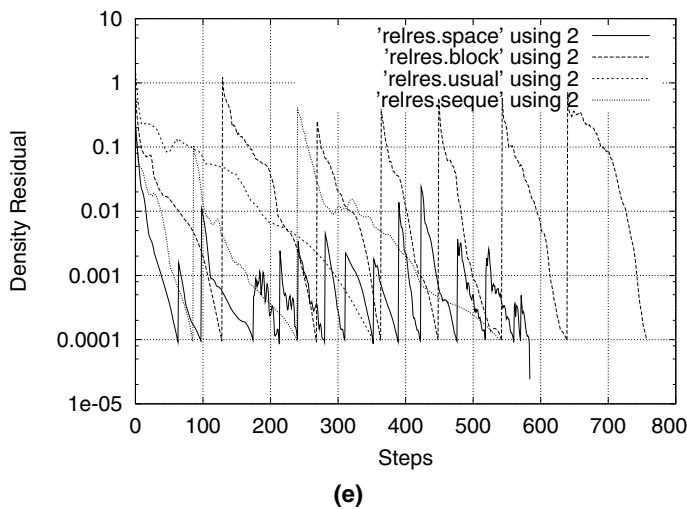 10
'relres.space' using 2
'relres.block' using 2
'relres.usual' using 2
'relres.seque' using 2
1
0.1
0.01
0.001
0.0001
1e-05
Density Residual
0 100 200 300 400 500 600 700 800
Steps
(e)